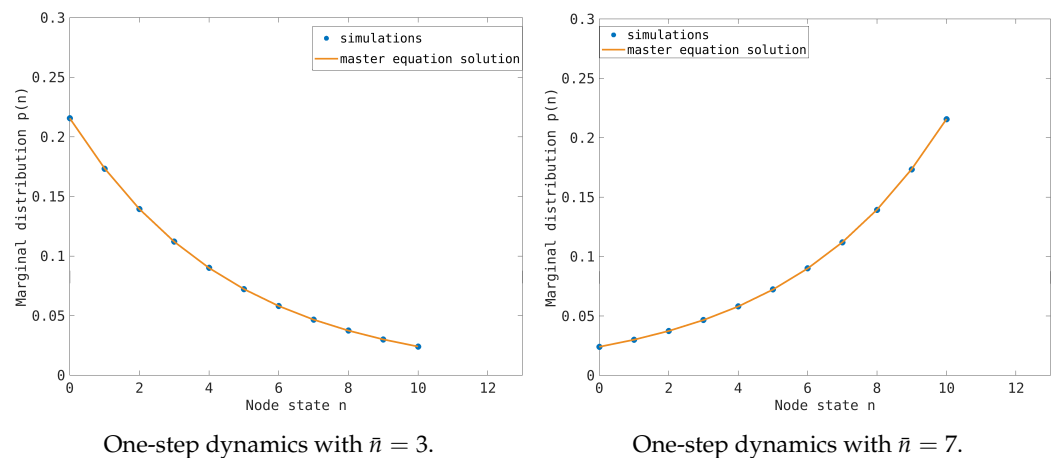 0.3
0.25
0.2
0.15
0.1
0.05
0
Marginal distribution p(n)
simulations
master equation solution
0 2 4 6 8 10 12
Node state n
One-step dynamics with n̄ = 3.
0.3
0.25
0.2
0.15
0.1
0.05
0
Marginal distribution p(n)
simulations
master equation solution
0 2 4 6 8 10 12
Node state n
One-step dynamics with n̄ = 7.